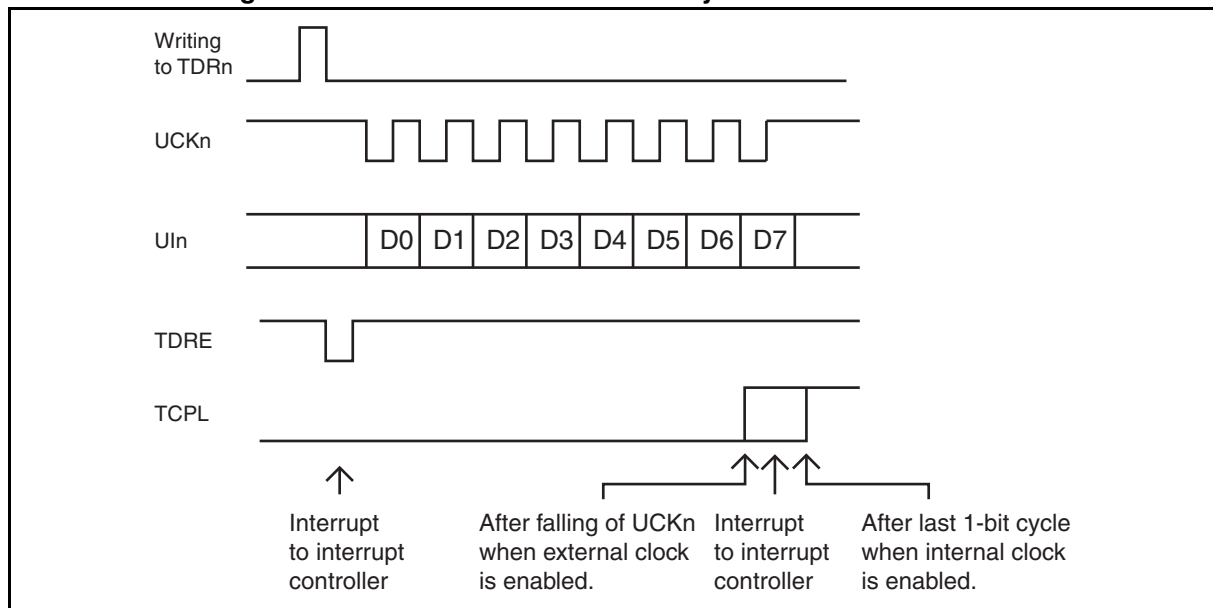 Writing
to TDRn
UCKn
UIn
D0 D1 D2 D3 D4 D5 D6 D7
TDRE
TCPL
Interrupt
to interrupt
controller
After falling of UCKn
when external clock
is enabled.
Interrupt
to interrupt
controller
After last 1-bit cycle
when internal clock
is enabled.